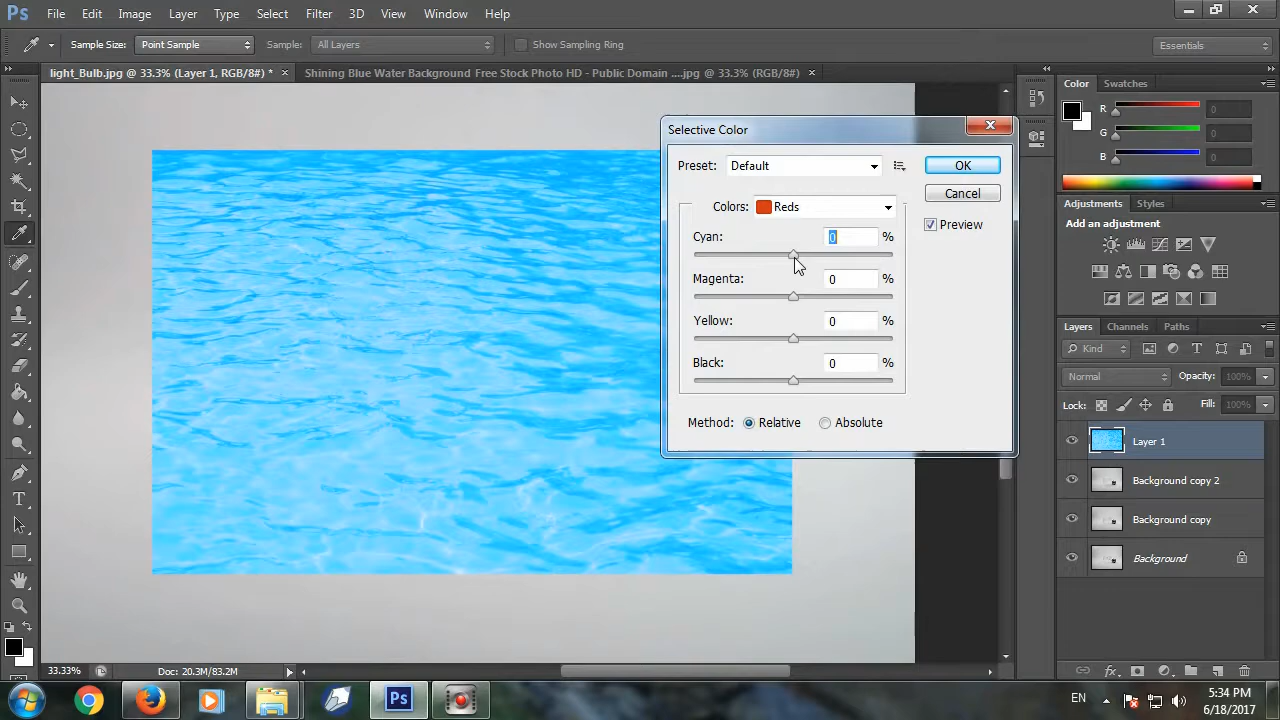 Ps File Edit Image Layer Type Select Filter 3D View Window Help
Sample Size: Point Sample Sample: All Layers Show Sampling Ring Essentials
light_Bulb.jpg @ 33.3% (Layer 1, RGB/8#) * × Shining Blue Water Background Free Stock Photo HD - Public Domain ....jpg @ 33.3% (RGB/8#) ×
Color Swatches
R 0
G 0
B 0
Selective Color
Preset: Default OK
Cancel
Colors: Reds
Preview
Cyan: 0 %
Magenta: 0 %
Yellow: 0 %
Black: 0 %
Method: Relative Absolute
Adjustments Styles
Add an adjustment
Layers Channels Paths
Kind
Normal Opacity: 100%
Lock: Fill: 100%
Layer 1
Background copy 2
Background copy
Background
33.33% Doc: 20.3M/83.2M
Ps EN 5:34 PM
6/18/2017